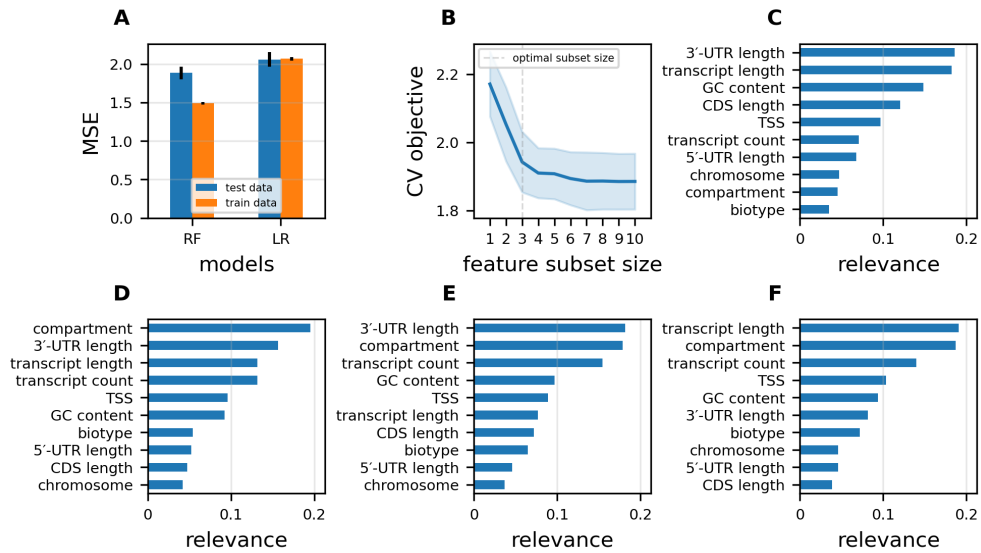 A
MSE
2.0
1.5
1.0
0.5
0.0
test data
train data
RF
LR
models
B
CV objective
2.2
2.0
1.8
optimal subset size
1 2 3 4 5 6 7 8 9 10
feature subset size
C
3′-UTR length
transcript length
GC content
CDS length
TSS
transcript count
5′-UTR length
chromosome
compartment
biotype
0 0.1 0.2
relevance
D
compartment
3′-UTR length
transcript length
transcript count
TSS
GC content
biotype
5′-UTR length
CDS length
chromosome
0 0.1 0.2
relevance
E
3′-UTR length
compartment
transcript count
GC content
TSS
transcript length
CDS length
biotype
5′-UTR length
chromosome
0 0.1 0.2
relevance
F
transcript length
compartment
transcript count
TSS
GC content
3′-UTR length
biotype
chromosome
5′-UTR length
CDS length
0 0.1 0.2
relevance